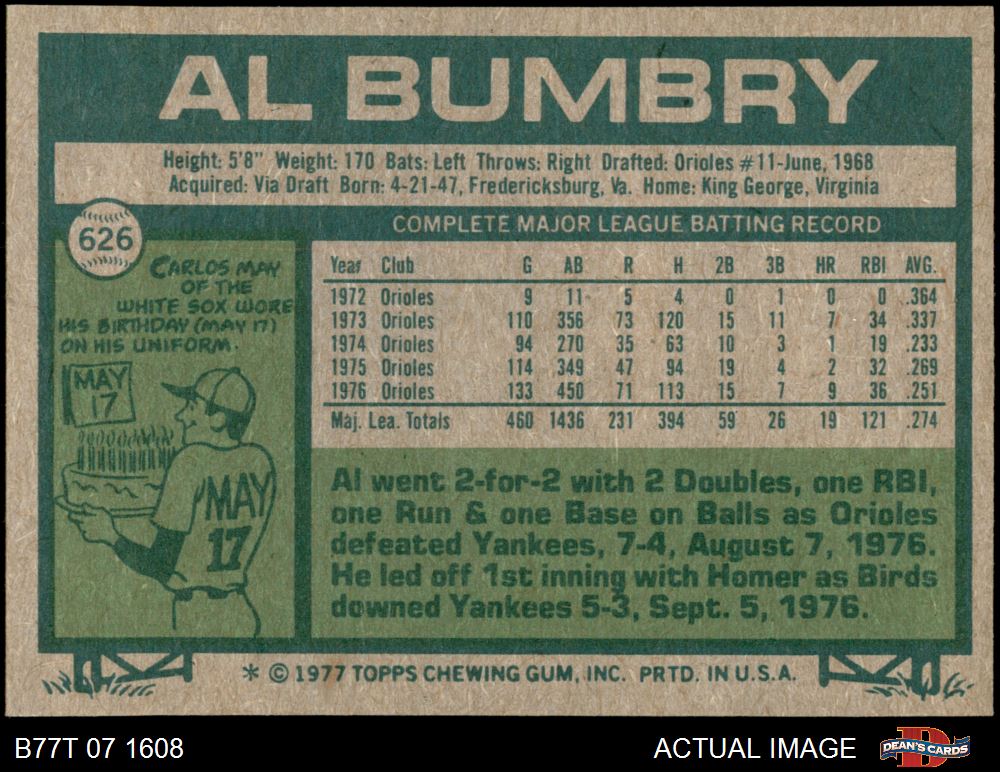 AL BUMBRY
Height: 5'8" Weight: 170 Bats: Left Throws: Right Drafted: Orioles #11-June, 1968
Acquired: Via Draft Born: 4-21-47, Fredericksburg, Va. Home: King George, Virginia
626
CARLOS MAY
OF THE
WHITE SOX WORE
HIS BIRTHDAY (MAY 17)
ON HIS UNIFORM.
MAY
17
MAY
17
COMPLETE MAJOR LEAGUE BATTING RECORD
Year Club G AB R H 2B 3B HR RBI AVG.
1972 Orioles 9 11 5 4 0 1 0 0 .364
1973 Orioles 110 356 73 120 15 11 7 34 .337
1974 Orioles 94 270 35 63 10 3 1 19 .233
1975 Orioles 114 349 47 94 19 4 2 32 .269
1976 Orioles 133 450 71 113 15 7 9 36 .251
Maj. Lea. Totals 460 1436 231 394 59 26 19 121 .274
Al went 2-for-2 with 2 Doubles, one RBI,
one Run & one Base on Balls as Orioles
defeated Yankees, 7-4, August 7, 1976.
He led off 1st inning with Homer as Birds
downed Yankees 5-3, Sept. 5, 1976.
* © 1977 TOPPS CHEWING GUM, INC. PRTD. IN U.S.A.
B77T 07 1608
ACTUAL IMAGE
D
DEAN'S CARDS